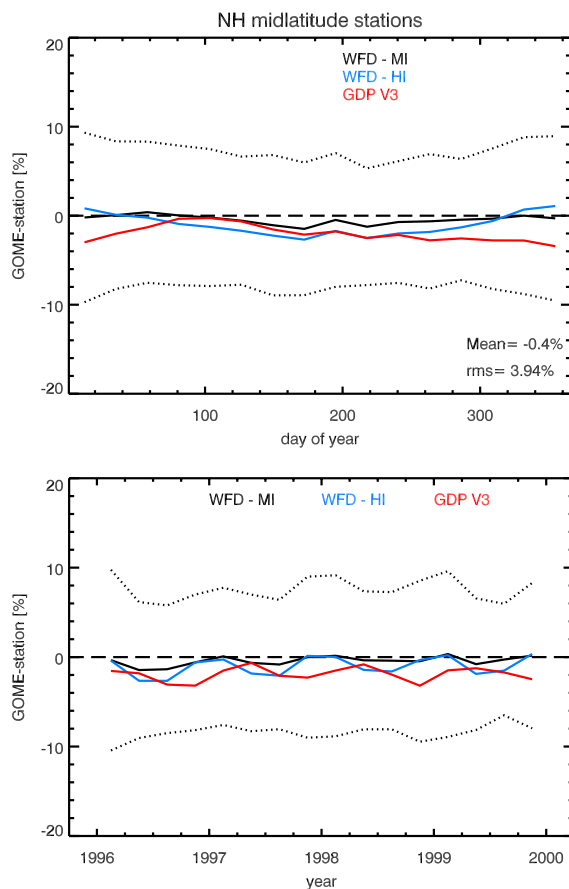 NH midlatitude stations
20
WFD - MI
WFD - HI
GDP V3
10
0
-10
Mean= -0.4%
rms= 3.94%
-20
GOME-station [%]
100 200 300
day of year
20
WFD - MI WFD - HI GDP V3
10
0
-10
-20
GOME-station [%]
1996 1997 1998 1999 2000
year